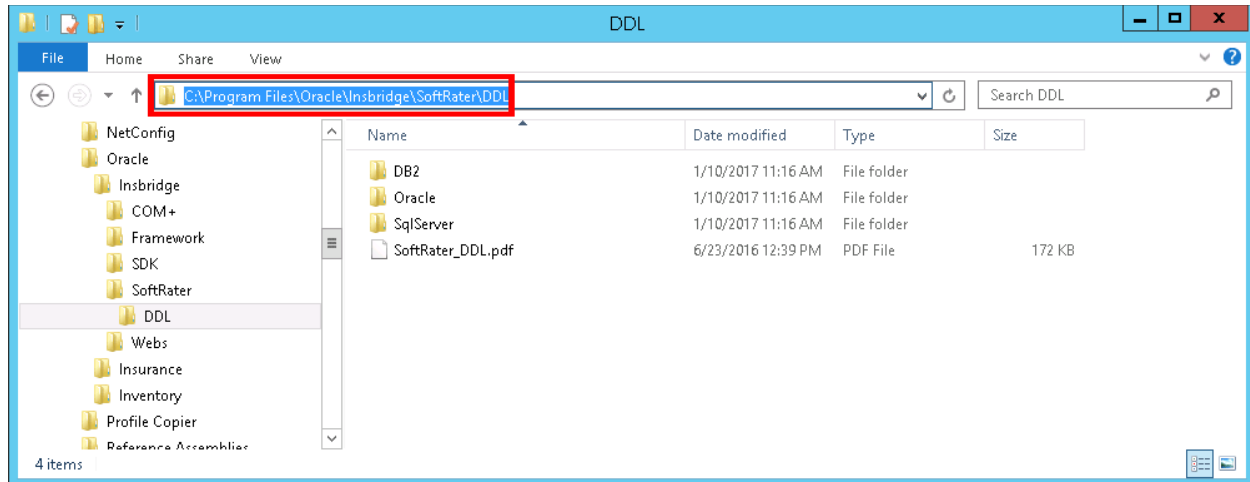 DDL
File Home Share View
C:\Program Files\Oracle\Insbridge\SoftRater\DDL
Search DDL
NetConfig
Oracle
Insbridge
COM+
Framework
SDK
SoftRater
DDL
Webs
Insurance
Inventory
Profile Copier
Reference Assemblies
Name Date modified Type Size
DB2 1/10/2017 11:16 AM File folder
Oracle 1/10/2017 11:16 AM File folder
SqlServer 1/10/2017 11:16 AM File folder
SoftRater_DDL.pdf 6/23/2016 12:39 PM PDF File 172 KB
4 items